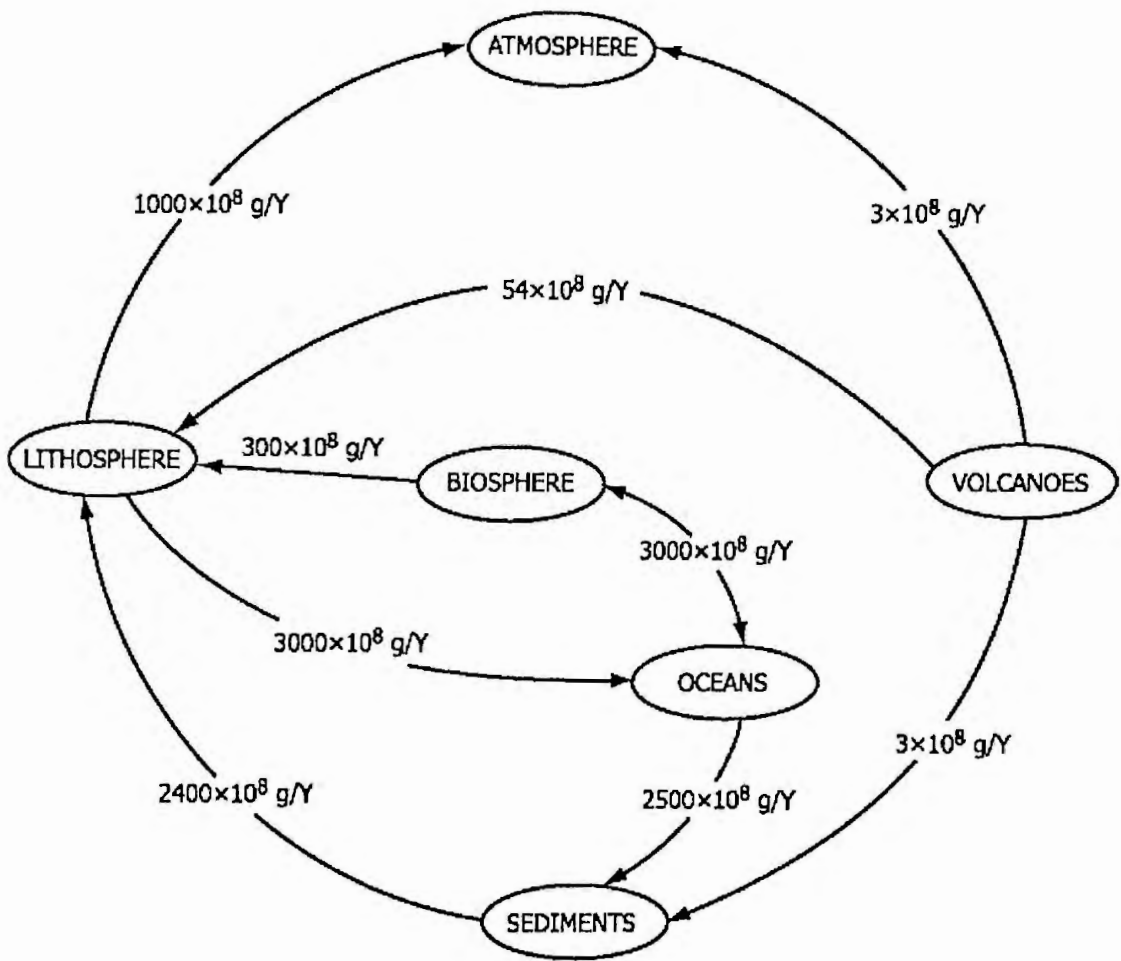 ATMOSPHERE
1000×10⁸ g/Y
3×10⁸ g/Y
54×10⁸ g/Y
LITHOSPHERE
300×10⁸ g/Y
BIOSPHERE
VOLCANOES
3000×10⁸ g/Y
3000×10⁸ g/Y
OCEANS
3×10⁸ g/Y
2400×10⁸ g/Y
2500×10⁸ g/Y
SEDIMENTS